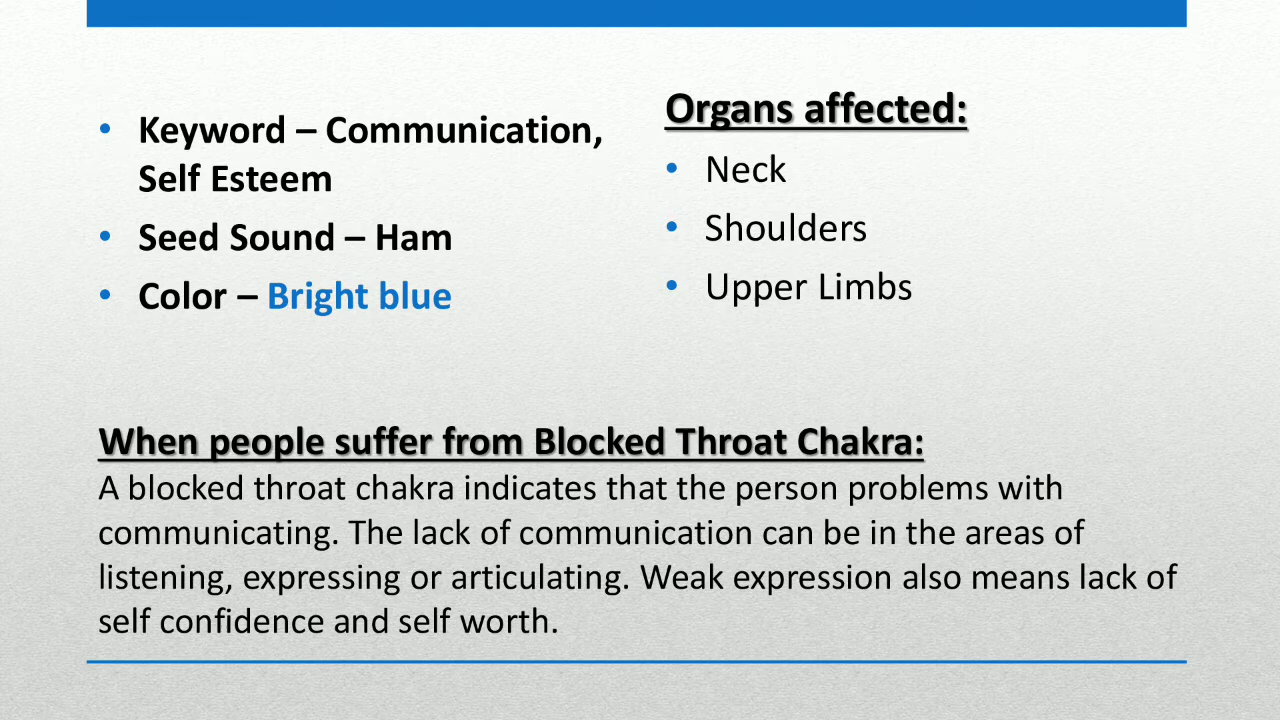 • Keyword – Communication,
Self Esteem
• Seed Sound – Ham
• Color – Bright blue
Organs affected:
• Neck
• Shoulders
• Upper Limbs
When people suffer from Blocked Throat Chakra:
A blocked throat chakra indicates that the person problems with
communicating. The lack of communication can be in the areas of
listening, expressing or articulating. Weak expression also means lack of
self confidence and self worth.